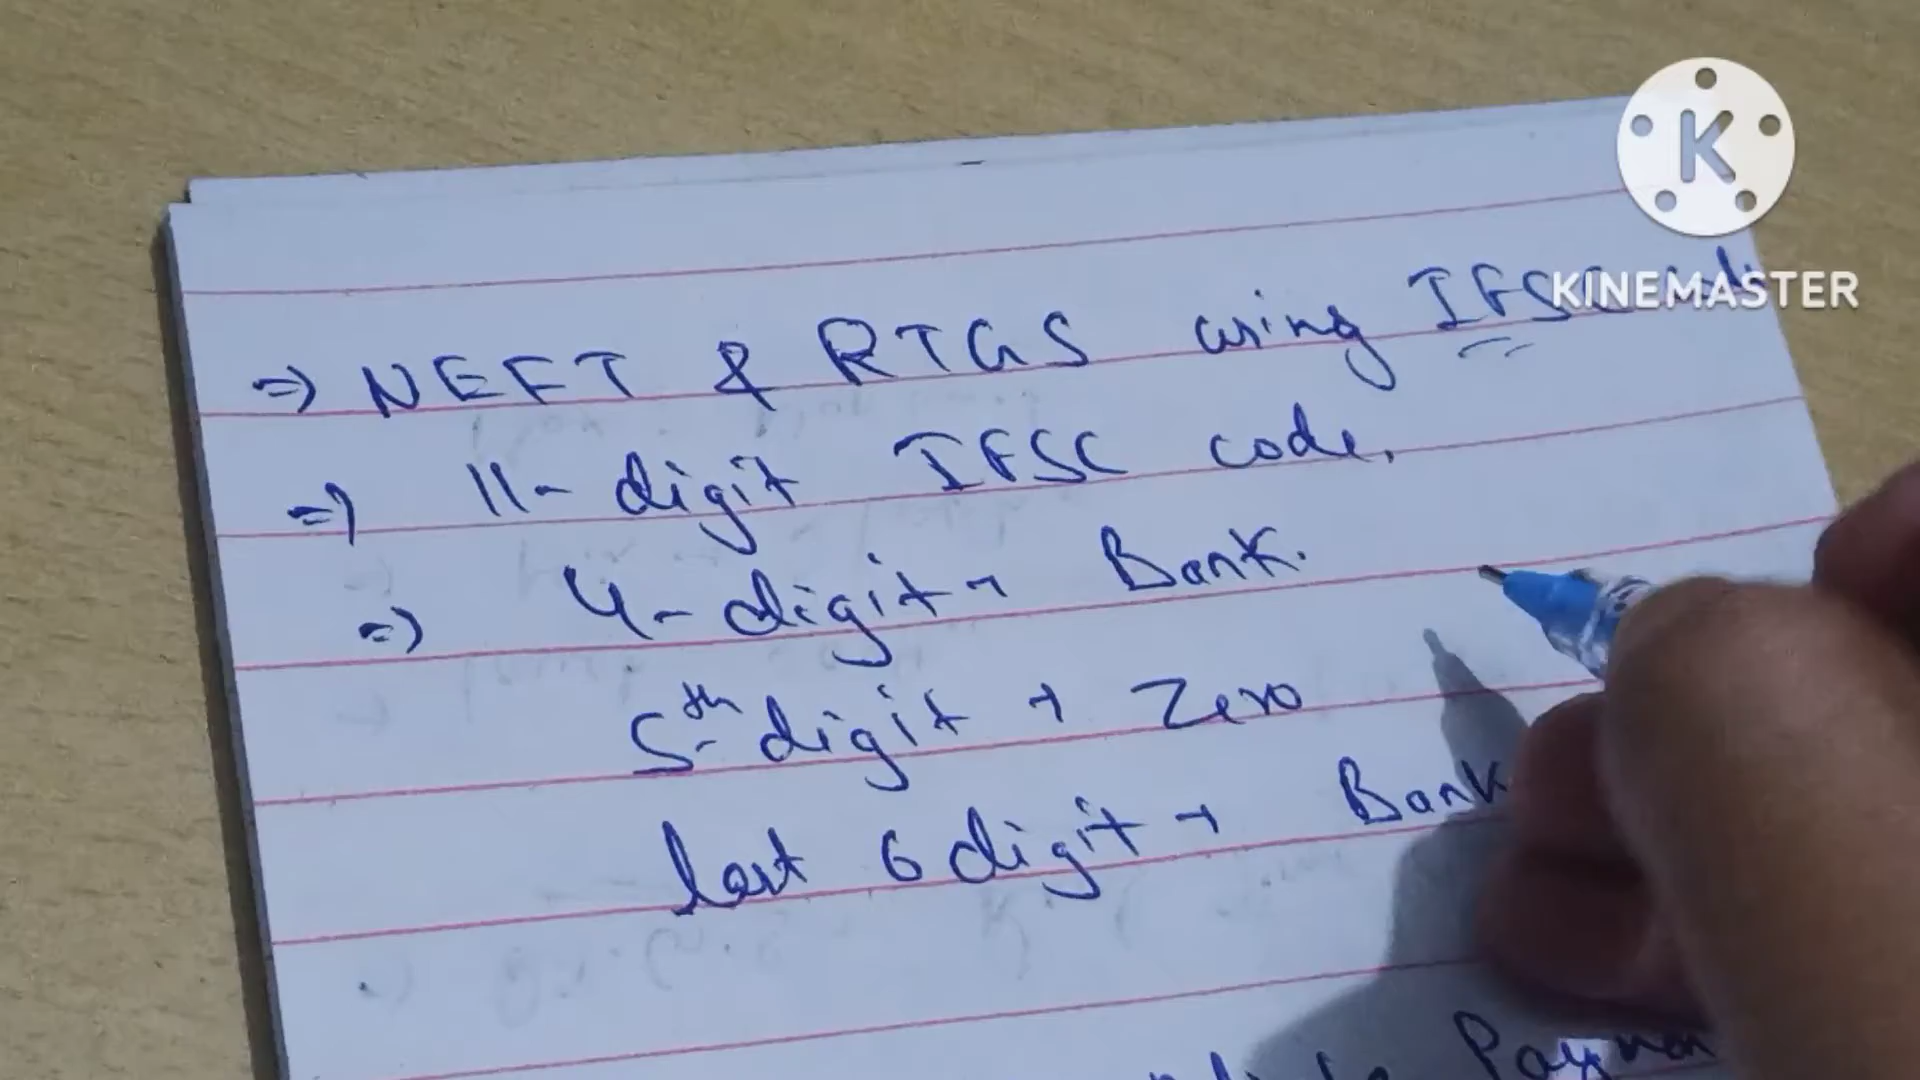 K
KINEMASTER
=> NEFT & RTGS using IFSC
=> 11-digit IFSC code.
=> 4-digit → Bank.
5th digit → Zero
last 6 digit → Bank